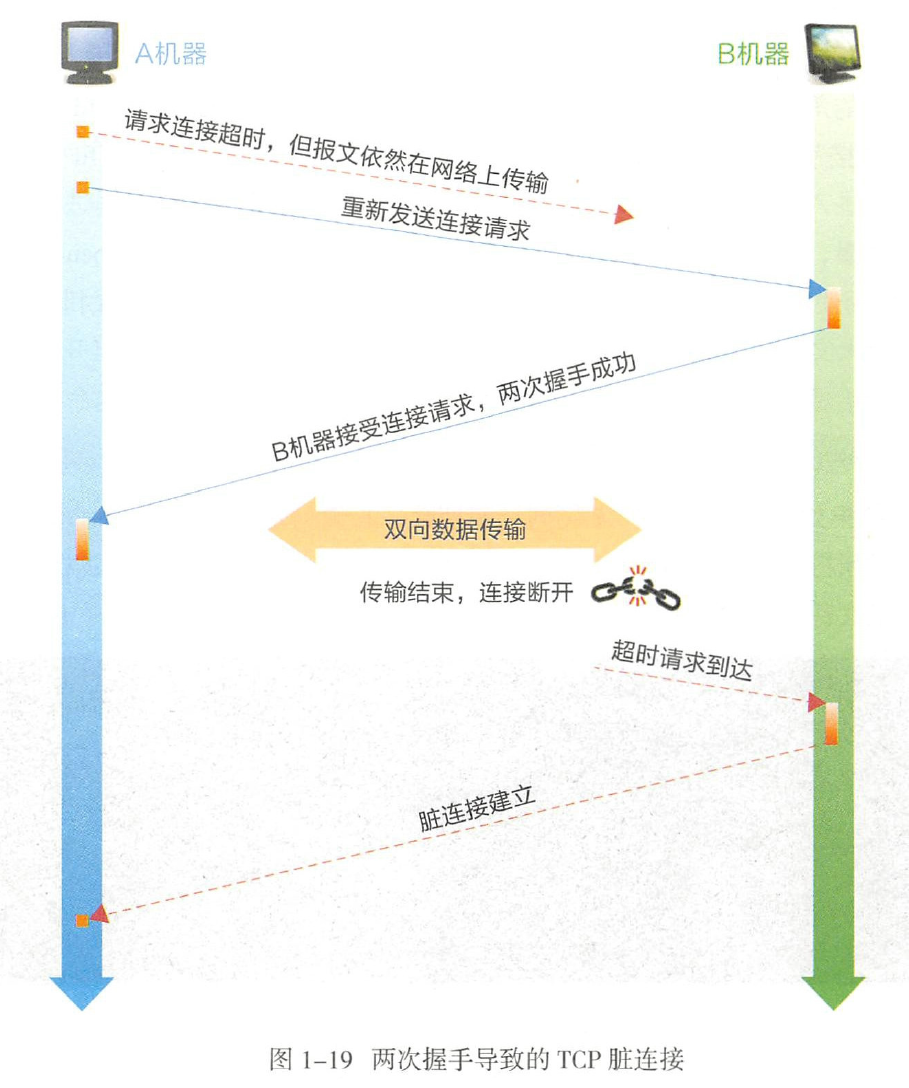 A机器
B机器
请求连接超时，但报文依然在网络上传输
重新发送连接请求
B机器接受连接请求，两次握手成功
双向数据传输
传输结束，连接断开
超时请求到达
脏连接建立
图 1-19 两次握手导致的 TCP 脏连接